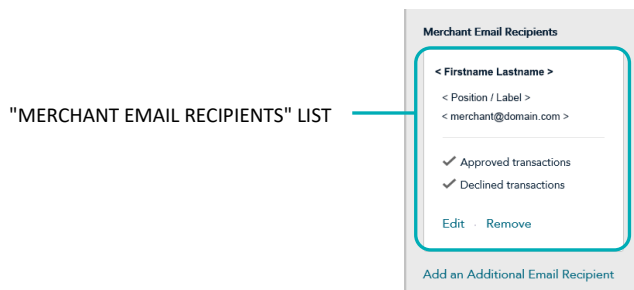 Merchant Email Recipients
< Firstname Lastname >
< Position / Label >
< merchant@domain.com >
"MERCHANT EMAIL RECIPIENTS" LIST
Approved transactions
Declined transactions
Edit · Remove
Add an Additional Email Recipient